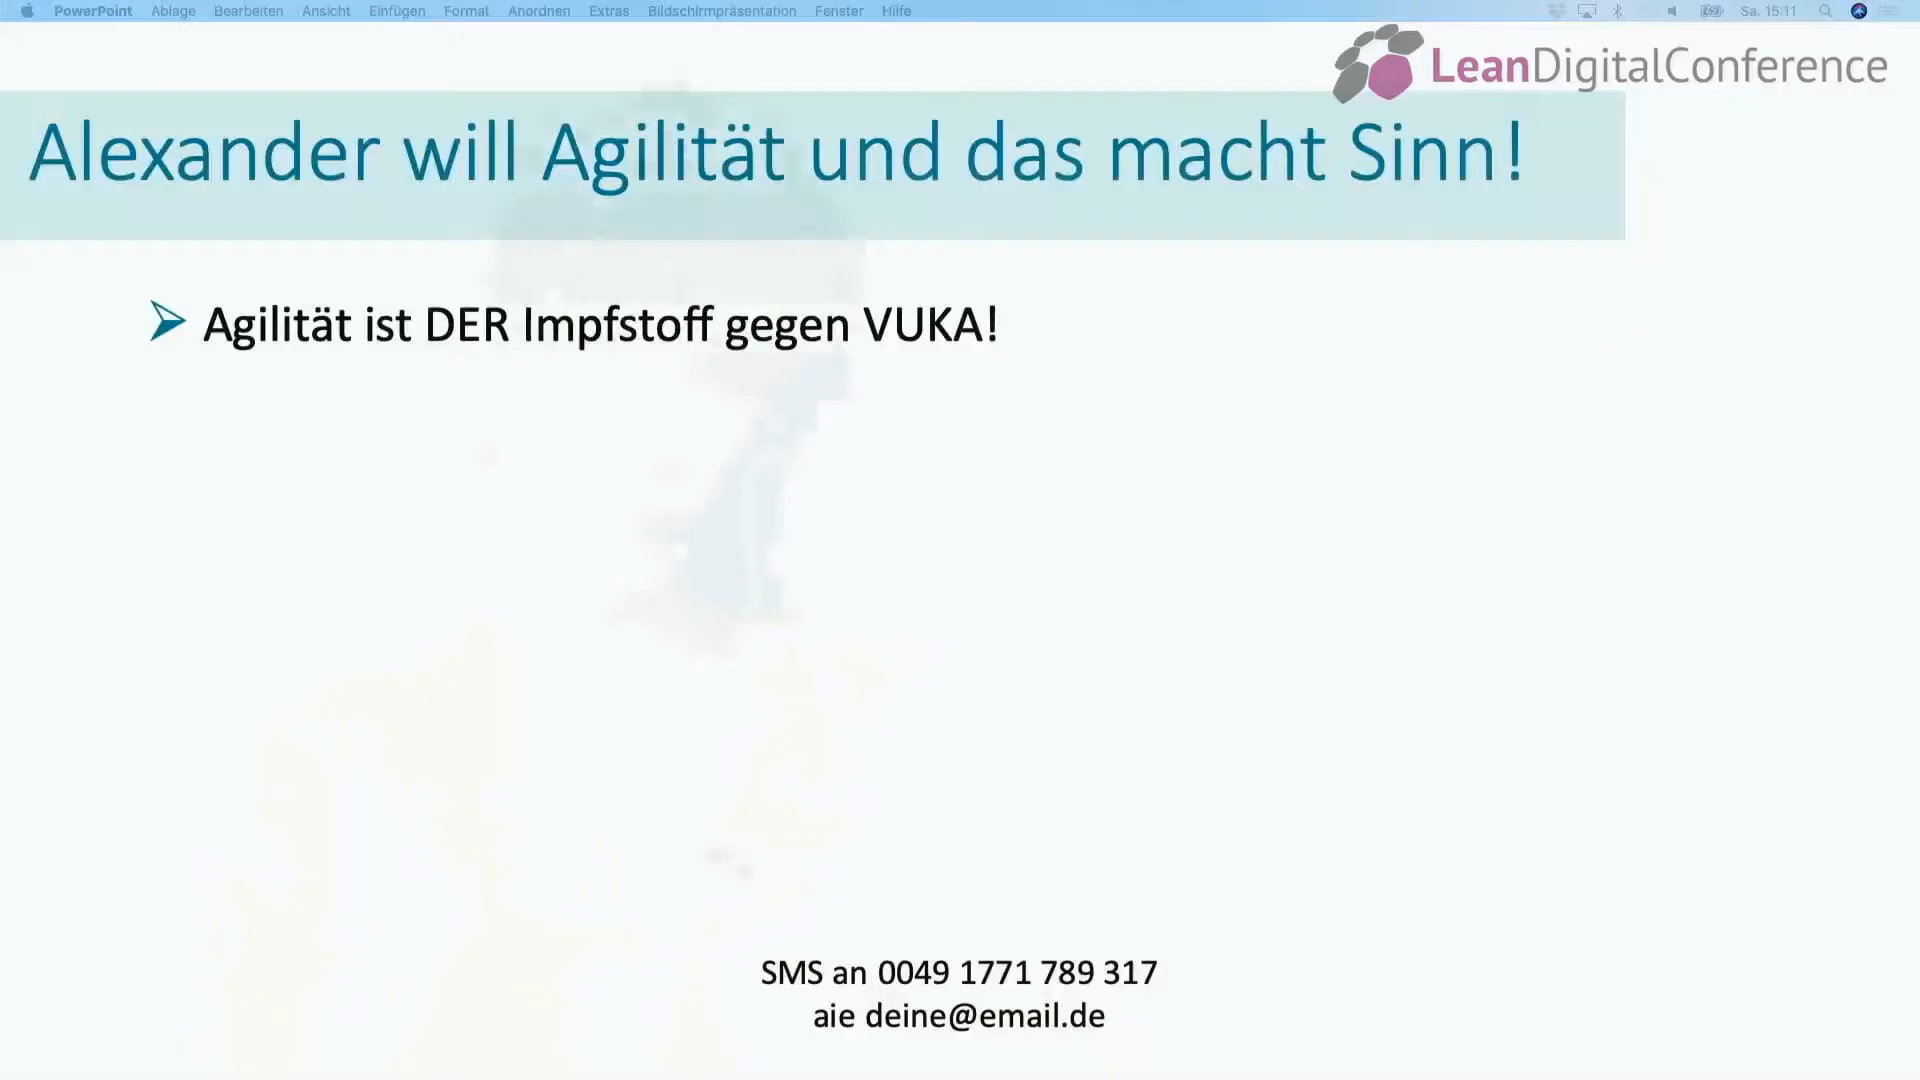 PowerPoint Ablage Bearbeiten Ansicht Einfügen Format Anordnen Extras Bildschirmpräsentation Fenster Hilfe Sa. 15:11
LeanDigitalConference
Alexander will Agilität und das macht Sinn!
Agilität ist DER Impfstoff gegen VUKA!
SMS an 0049 1771 789 317
aie deine@email.de